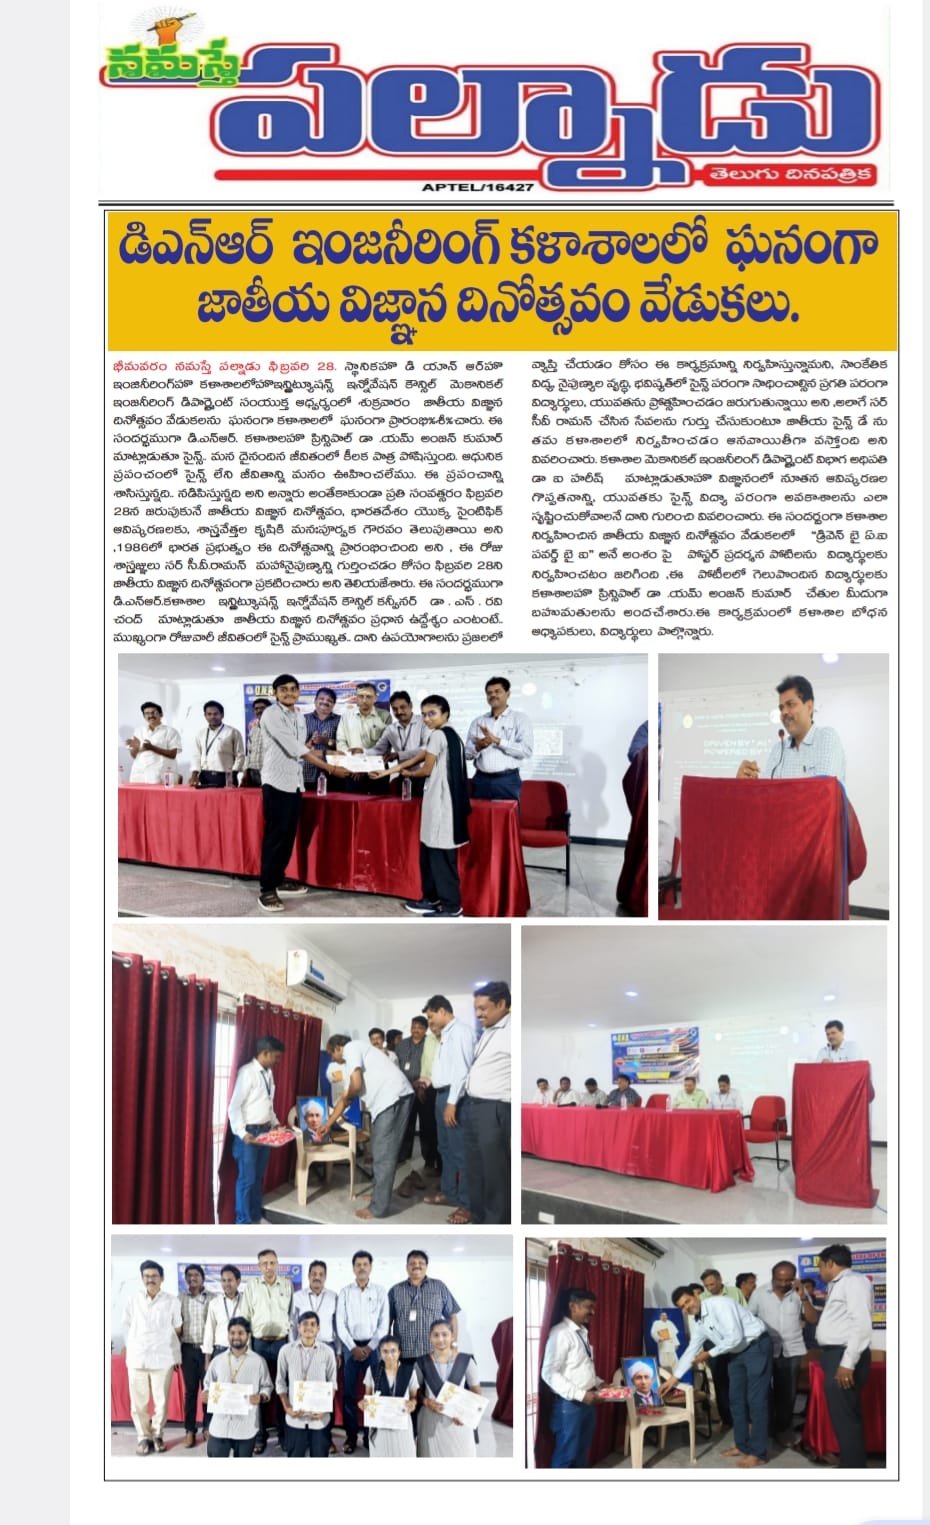 నమస్తే
పల్నాడు
తెలుగు దినపత్రిక
APTEL/16427
డిఎన్ఆర్ ఇంజనీరింగ్ కళాశాలలో ఘనంగా
జాతీయ విజ్ఞాన దినోత్సవం వేడుకలు.
భీమవరం నమస్తే పల్నాడు ఫిబ్రవరి 28. స్థానికహొ డి యాన్ ఆర్‌హొ
ఇంజనీరింగ్‌హొ కళాశాలలోహొఇన్స్టిట్యూషన్స్ ఇన్నోవేషన్ కౌన్సిల్ మెకానికల్
ఇంజనీరింగ్ డిపార్ట్మెంట్ సంయుక్త ఆధ్వర్యంలో శుక్రవారం జాతీయ విజ్ఞాన
దినోత్సవం వేడుకలను ఘనంగా కళాశాలలో ఘనంగా ప్రారంభి%శీ%చారు. ఈ
సందర్భముగా డి.ఎన్ఆర్. కళాశాలహొ ప్రిన్సిపాల్ డా .యమ్ అంజన్ కుమార్
మాట్లాడుతూ సైన్స్.. మన దైనందిన జీవితంలో కీలక పాత్ర పోషిస్తుంది. ఆధునిక
ప్రపంచంలో సైన్స్ లేని జీవితాన్ని మనం ఊహించలేము. ఈ ప్రపంచాన్ని
శాసిస్తున్నది.. నడిపిస్తున్నది అని అన్నారు అంతేకాకుండా ప్రతి సంవత్సరం ఫిబ్రవరి
28న జరుపుకునే జాతీయ విజ్ఞాన దినోత్సవం, భారతదేశం యొక్క సైంటిఫిక్
ఆవిష్కరణలకు, శాస్త్రవేత్తల కృషికి మనఃపూర్వక గౌరవం తెలుపుతాయి అని
,1986లో భారత ప్రభుత్వం ఈ దినోత్సవాన్ని ప్రారంభించింది అని , ఈ రోజు
శాస్త్రజ్ఞులు సర్ సీ.వీ.రామన్ మహానైపుణ్యాన్ని గుర్తించడం కోసం ఫిబ్రవరి 28ని
జాతీయ విజ్ఞాన దినోత్సవంగా ప్రకటించారు అని తెలియజేశారు. ఈ సందర్భముగా
డి.ఎన్ఆర్.కళాశాల ఇన్స్టిట్యూషన్స్ ఇన్నోవేషన్ కౌన్సిల్ కన్వీనర్ డా . ఎస్ . రవి
చంద్ మాట్లాడుతూ జాతీయ విజ్ఞాన దినోత్సవం ప్రధాన ఉద్దేశ్యం ఎంటంటే..
ముఖ్యంగా రోజువారీ జీవితంలో సైన్స్ ప్రాముఖ్యత.. దాని ఉపయోగాలను ప్రజలలో
వ్యాప్తి చేయడం కోసం ఈ కార్యక్రమాన్ని నిర్వహిస్తున్నామని, సాంకేతిక
విద్య, నైపుణ్యాల వృద్ధి, భవిష్యత్‌లో సైన్స్ పరంగా సాధించాల్సిన ప్రగతి పరంగా
విద్యార్థులు, యువతను ప్రోత్సహించడం జరుగుతున్నాయి అని ,అలాగే సర్
సీవీ రామన్ చేసిన సేవలను గుర్తు చేసుకుంటూ జాతీయ సైన్స్ డే ను
తమ కళాశాలలో నిర్వహించడం ఆనవాయితీగా వస్తోంది అని
వివరించారు. కళాశాల మెకానికల్ ఇంజనీరింగ్ డిపార్ట్మెంట్ విభాగ అధిపతి
డా ఐ హరీష్ మాట్లాడుతూహొ విజ్ఞానంలో నూతన ఆవిష్కరణల
గొప్పతనాన్ని, యువతకు సైన్స్ విద్యా పరంగా అవకాశాలను ఎలా
సృష్టించుకోవాలనే దాని గురించి వివరించారు. ఈ సందర్భంగా కళాశాల
నిర్వహించిన జాతీయ విజ్ఞాన దినోత్సవం వేడుకలలో "డ్రివెన్ బై ఏ.ఐ
పవర్డ్ బై ఐ" అనే అంశం పై పోస్టర్ ప్రదర్శన పోటీలను విద్యార్థులకు
నిర్వహించటం జరిగింది ,ఈ పోటీలలో గెలుపొందిన విద్యార్థులకు
కళాశాలహొ ప్రిన్సిపాల్ డా .యమ్ అంజన్ కుమార్ చేతుల మీదుగా
బహుమతులను అందచేశారు.ఈ కార్యక్రమంలో కళాశాల బోధన
ఆధ్యాపకులు, విద్యార్థులు పాల్గొన్నారు.
DRIVEN BY "AI"
POWERED BY